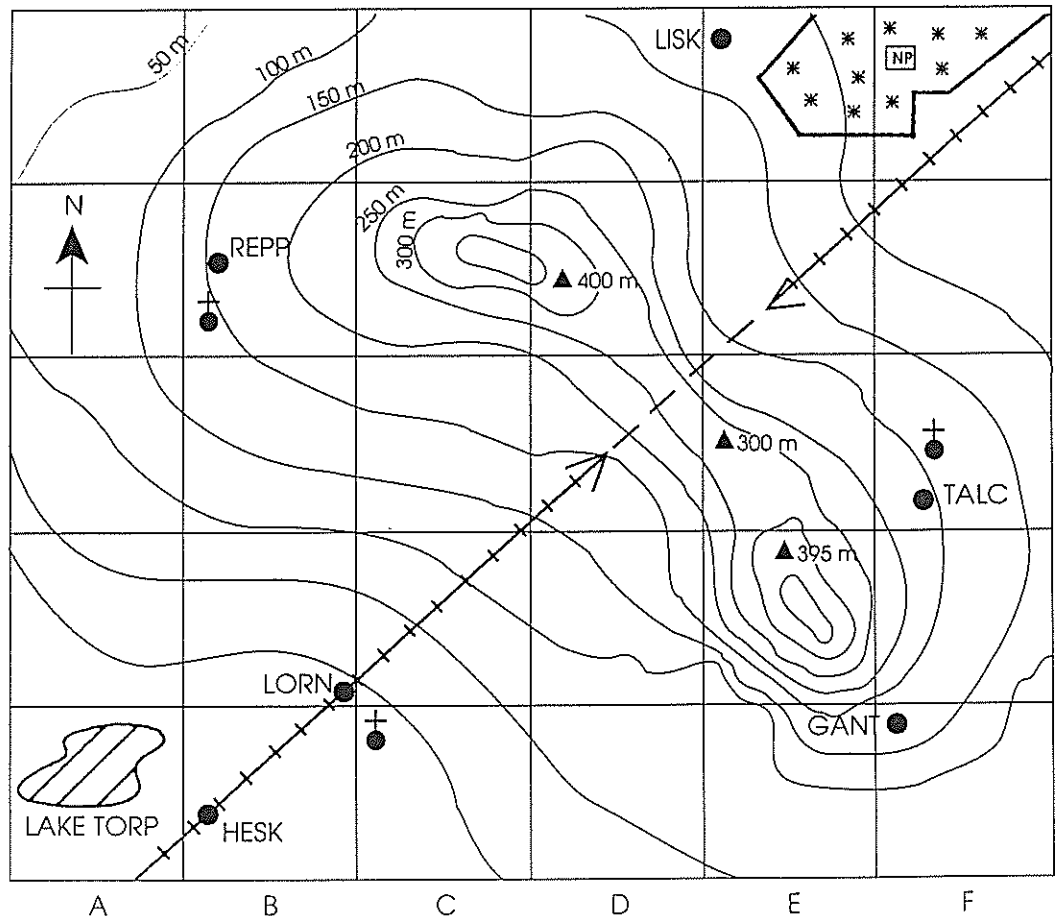 LISK
NP
50 m
100 m
150 m
200 m
N
250 m
300 m
REPP
400 m
300 m
TALC
395 m
LORN
GANT
LAKE TORP
HESK
A B C D E F